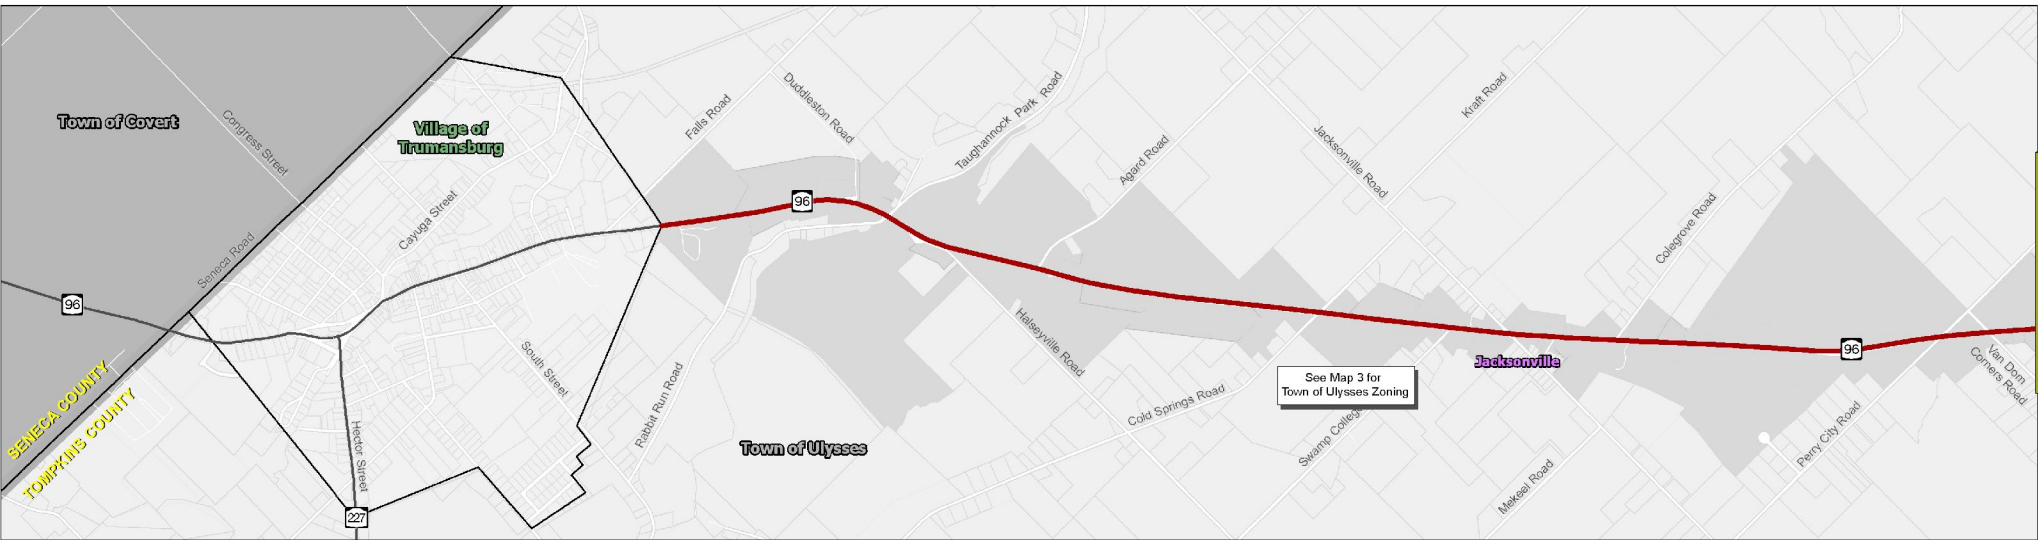 Town of Covert
Congress Street
Village of
Trumansburg
Cayuga Street
Seneca Road
96
SENECA COUNTY
TOMPKINS COUNTY
Hector Street
227
South Street
Rabbit Run Road
Falls Road
Duddleston Road
96
Taughannock Park Road
Agard Road
Halseyville Road
Town of Ulysses
Cold Springs Road
Jacksonville Road
Kraft Road
Colegrove Road
Jacksonville
See Map 3 for
Town of Ulysses Zoning
Swamp College
Mekeel Road
96
Perry City Road
Van Dorn
Corners Road